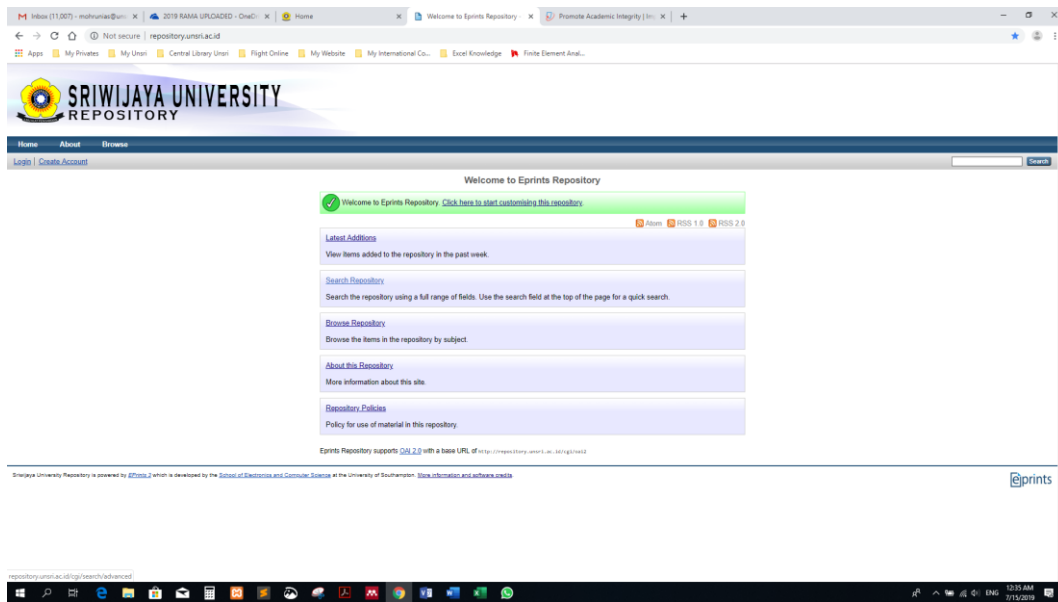 Inbox (11,007) - mohrunias@uns
2019 RAMA UPLOADED - OneD
Home
Welcome to Eprints Repository -
Promote Academic Integrity | Im
Not secure | repository.unsri.ac.id
Apps My Privates My Unsri Central Library Unsri Flight Online My Website My International Co... Excel Knowledge Finite Element Anal...
SRIWIJAYA UNIVERSITY
REPOSITORY
Home About Browse
Login | Create Account
Search
Welcome to Eprints Repository
Welcome to Eprints Repository. Click here to start customising this repository.
Atom RSS 1.0 RSS 2.0
Latest Additions
View items added to the repository in the past week.
Search Repository
Search the repository using a full range of fields. Use the search field at the top of the page for a quick search.
Browse Repository
Browse the items in the repository by subject.
About this Repository
More information about this site.
Repository Policies
Policy for use of material in this repository.
Eprints Repository supports OAI 2.0 with a base URL of http://repository.unsri.ac.id/cgi/oai2
Sriwijaya University Repository is powered by EPrints 3 which is developed by the School of Electronics and Computer Science at the University of Southampton. More information and software credits.
eprints
repository.unsri.ac.id/cgi/search/advanced
ENG
12:35 AM
7/15/2019